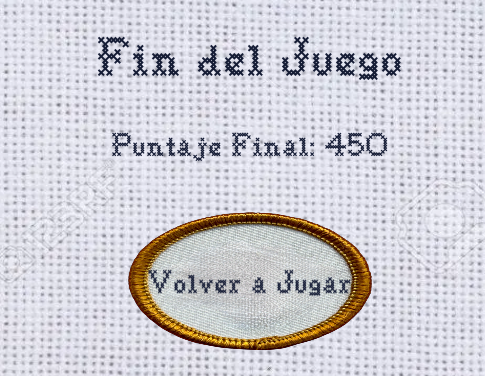 Fin del Juego
Puntaje Final: 450
Volver a Jugar